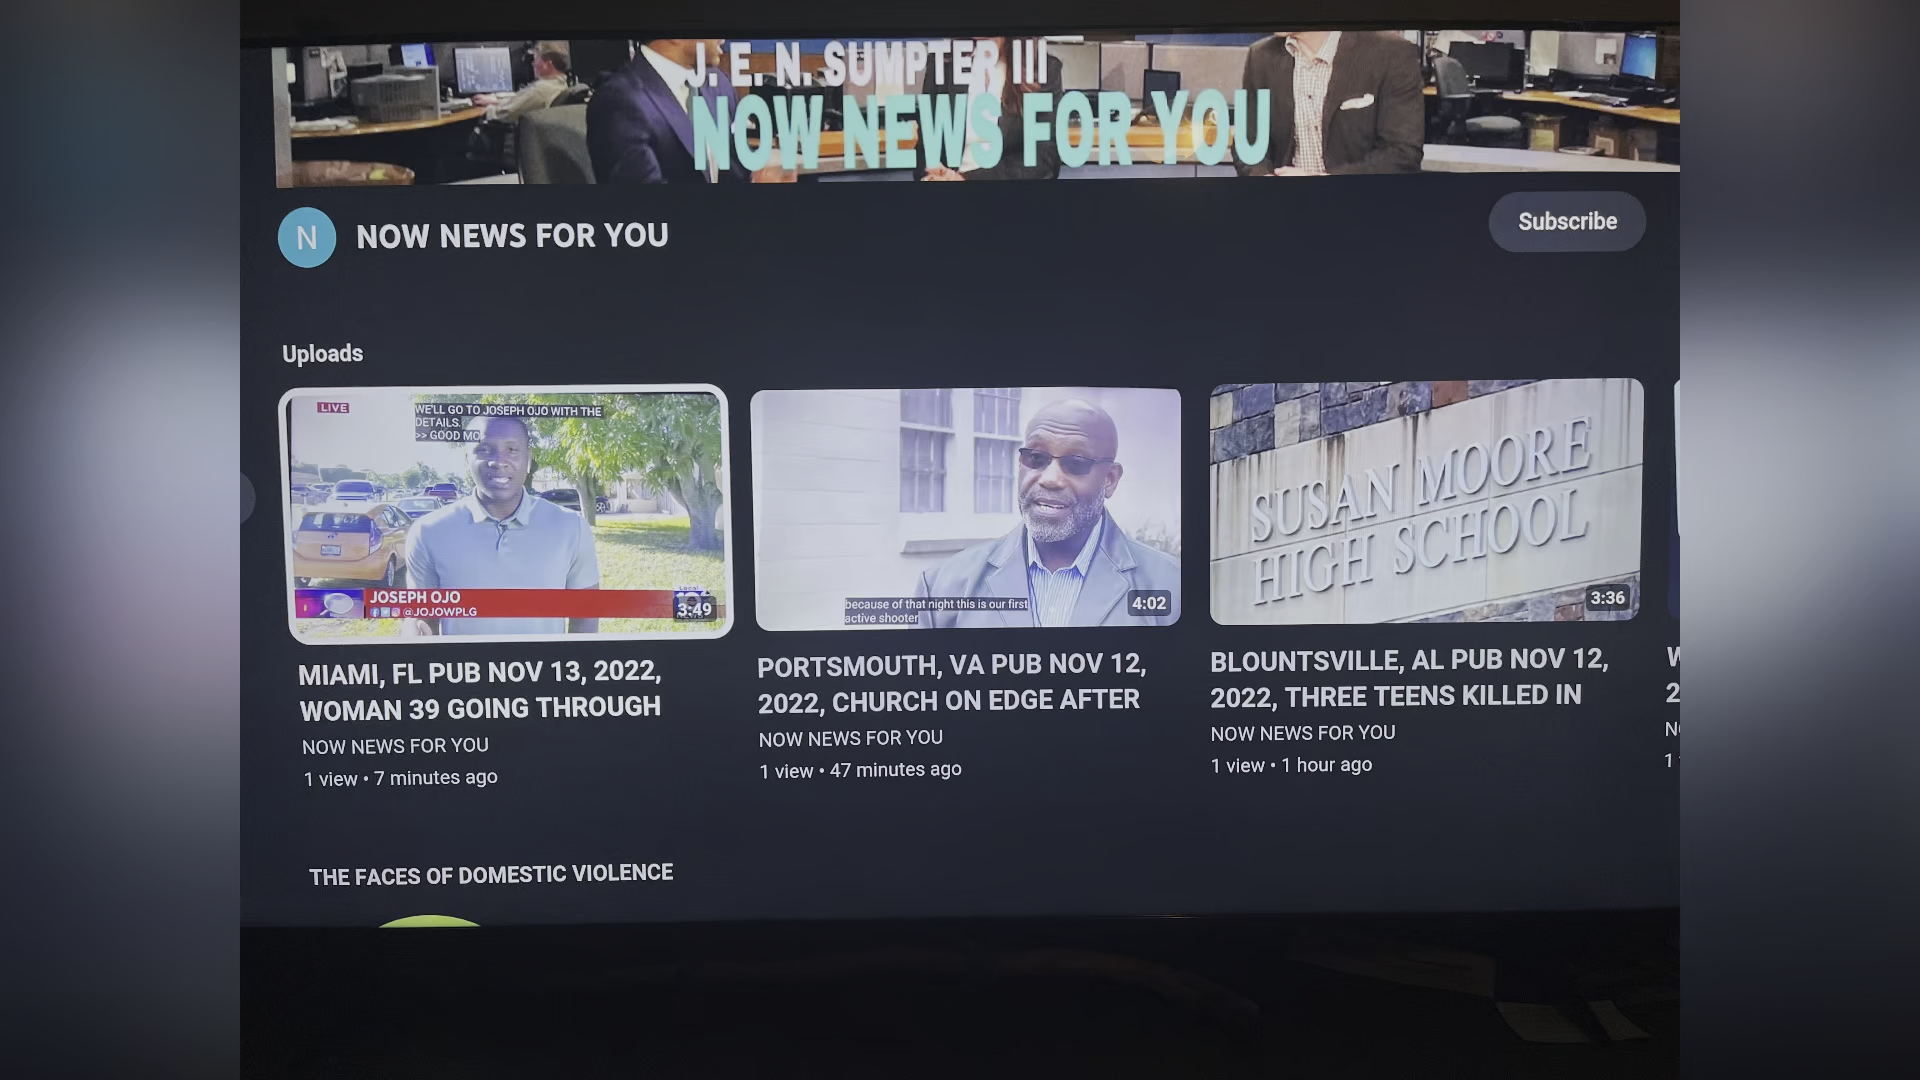 J. E. N. SUMPTER III
NOW NEWS FOR YOU
N
NOW NEWS FOR YOU
Subscribe
Uploads
LIVE
WE'LL GO TO JOSEPH OJO WITH THE
DETAILS.
>> GOOD MO
JOSEPH OJO
@JOJOWPLG
3:49
because of that night this is our first
active shooter
4:02
SUSAN MOORE
HIGH SCHOOL
3:36
MIAMI, FL PUB NOV 13, 2022,
WOMAN 39 GOING THROUGH
NOW NEWS FOR YOU
1 view • 7 minutes ago
PORTSMOUTH, VA PUB NOV 12,
2022, CHURCH ON EDGE AFTER
NOW NEWS FOR YOU
1 view • 47 minutes ago
BLOUNTSVILLE, AL PUB NOV 12,
2022, THREE TEENS KILLED IN
NOW NEWS FOR YOU
1 view • 1 hour ago
2
1
THE FACES OF DOMESTIC VIOLENCE